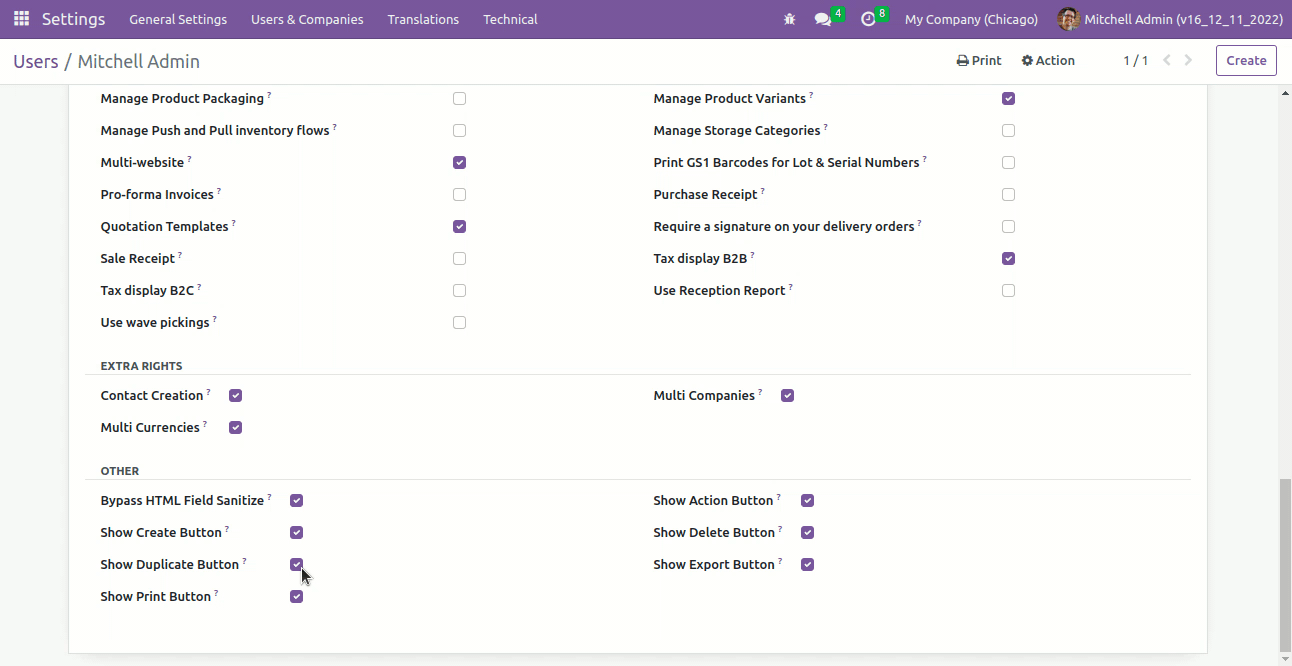 Settings General Settings Users & Companies Translations Technical 4 8 My Company (Chicago) Mitchell Admin (v16_12_11_2022)
Users / Mitchell Admin Print Action 1 / 1 Create
Manage Product Packaging ? Manage Product Variants ?
Manage Push and Pull inventory flows ? Manage Storage Categories ?
Multi-website ? Print GS1 Barcodes for Lot & Serial Numbers ?
Pro-forma Invoices ? Purchase Receipt ?
Quotation Templates ? Require a signature on your delivery orders ?
Sale Receipt ? Tax display B2B ?
Tax display B2C ? Use Reception Report ?
Use wave pickings ?
EXTRA RIGHTS
Contact Creation ? Multi Companies ?
Multi Currencies ?
OTHER
Bypass HTML Field Sanitize ? Show Action Button ?
Show Create Button ? Show Delete Button ?
Show Duplicate Button ? Show Export Button ?
Show Print Button ?